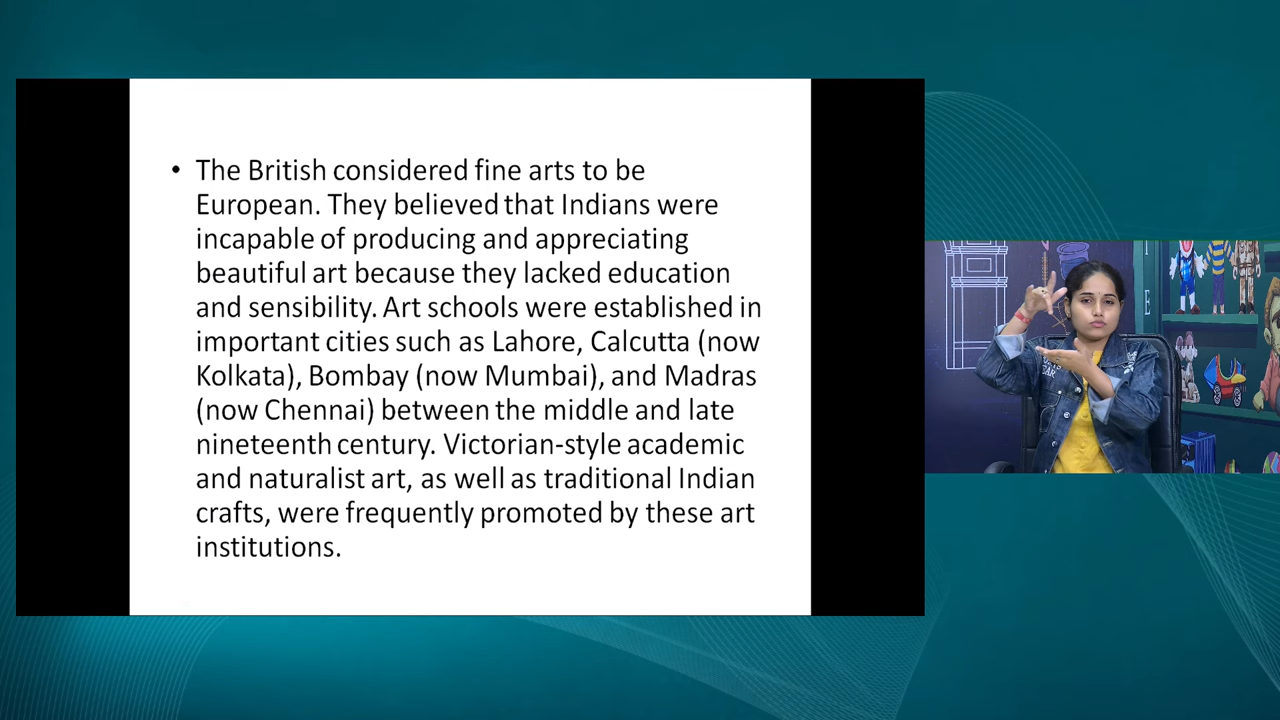 • The British considered fine arts to be
European. They believed that Indians were
incapable of producing and appreciating
beautiful art because they lacked education
and sensibility. Art schools were established in
important cities such as Lahore, Calcutta (now
Kolkata), Bombay (now Mumbai), and Madras
(now Chennai) between the middle and late
nineteenth century. Victorian-style academic
and naturalist art, as well as traditional Indian
crafts, were frequently promoted by these art
institutions.